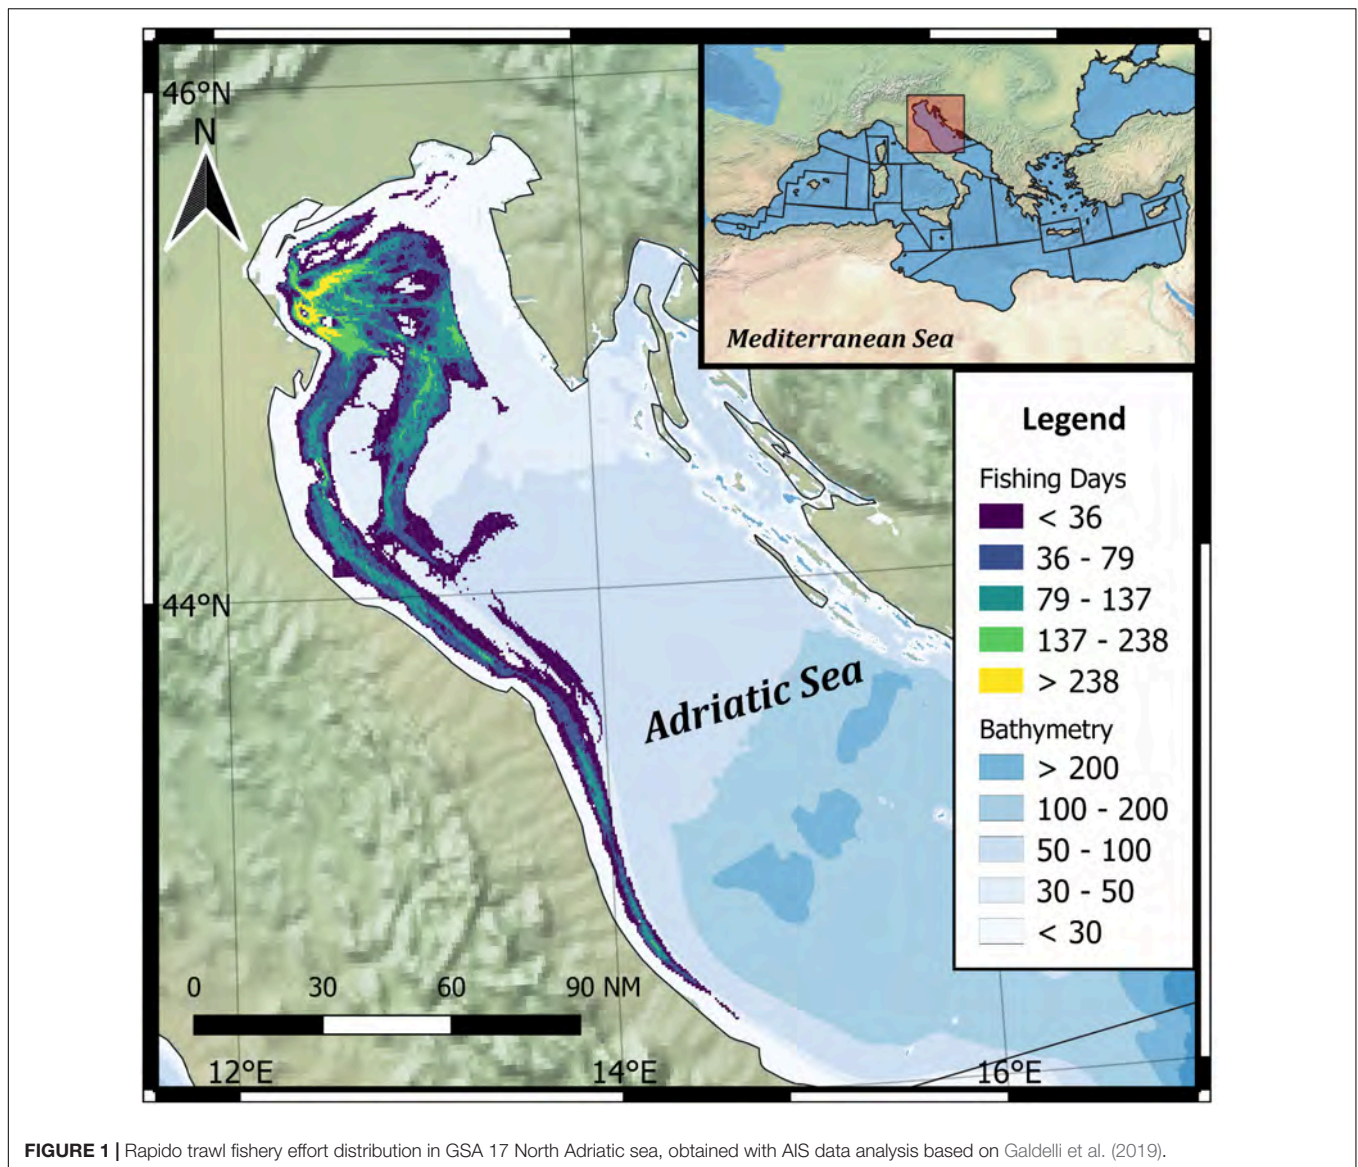 46°N
N
Mediterranean Sea
Legend
Fishing Days
< 36
36 - 79
79 - 137
137 - 238
> 238
44°N
Adriatic Sea
Bathymetry
> 200
100 - 200
50 - 100
30 - 50
< 30
0 30 60 90 NM
12°E 14°E 16°E
FIGURE 1 | Rapido trawl fishery effort distribution in GSA 17 North Adriatic sea, obtained with AIS data analysis based on Galdelli et al. (2019).